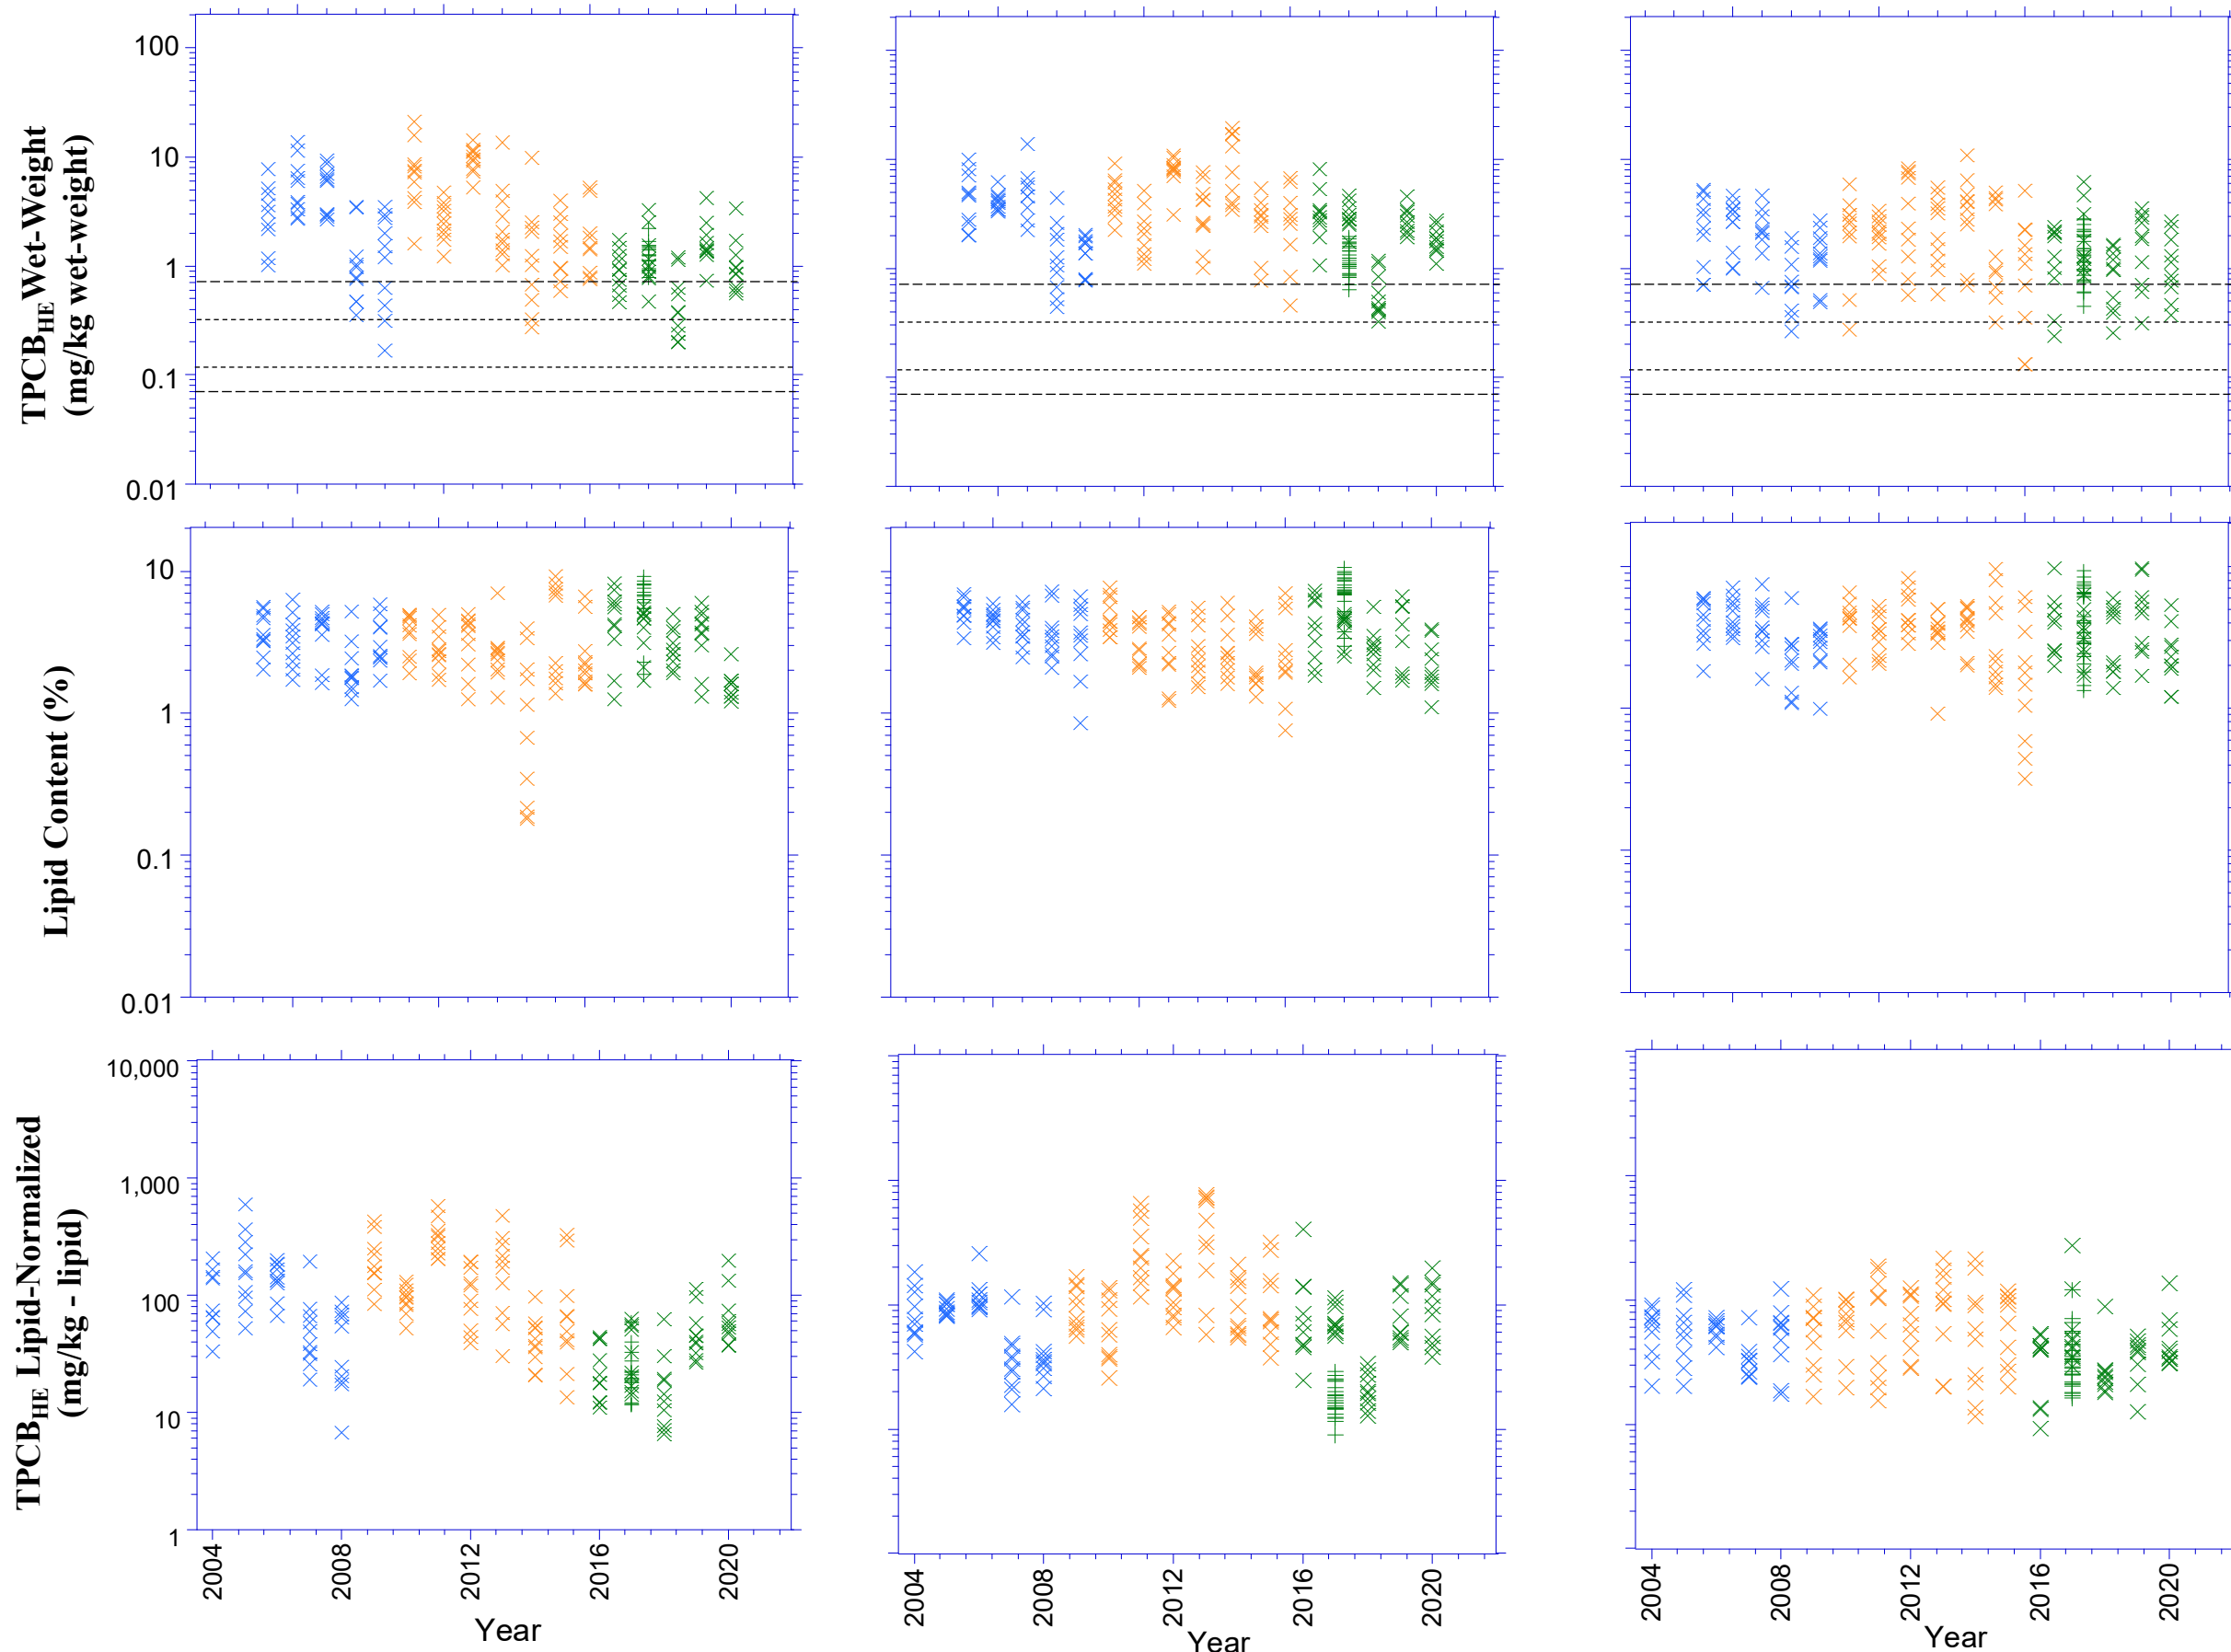 TPCBHE Wet-Weight
(mg/kg wet-weight)
100
10
1
0.1
0.01
Lipid Content (%)
10
1
0.1
0.01
TPCBHE Lipid-Normalized
(mg/kg - lipid)
10,000
1,000
100
10
1
2004 2008 2012 2016 2020
Year
2004 2008 2012 2016 2020
Year
2004 2008 2012 2016 2020
Year